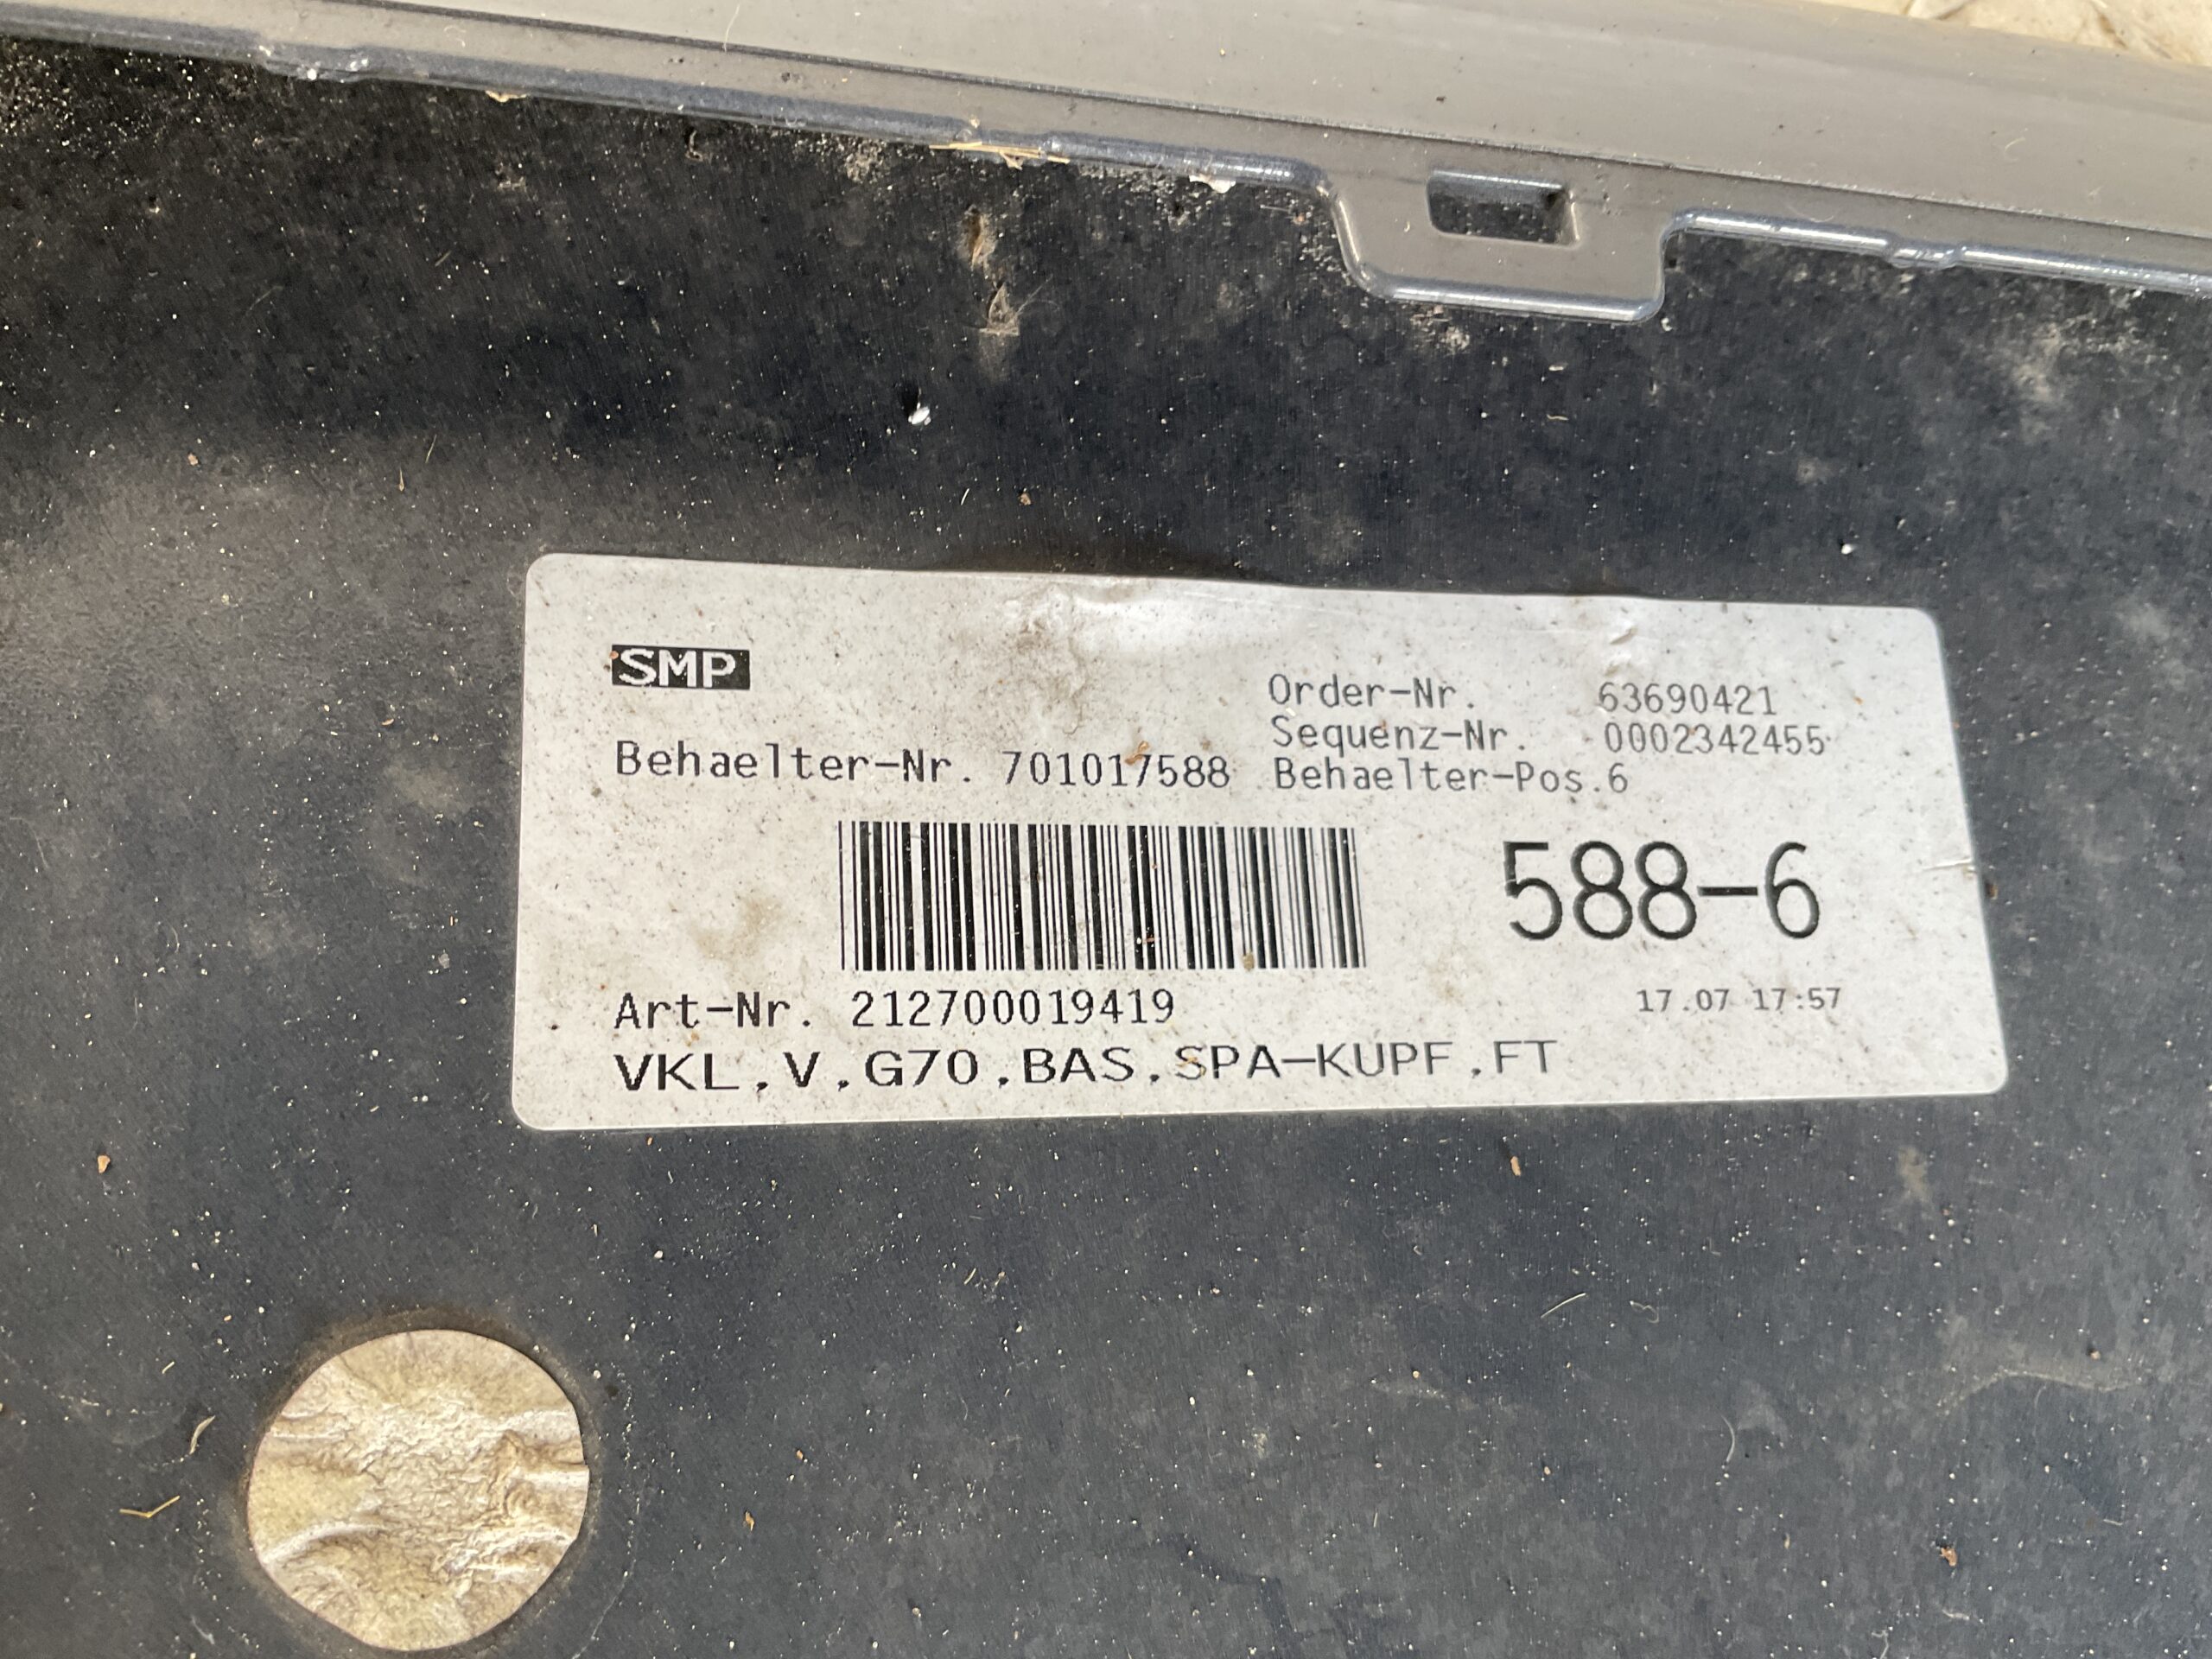 SMP
Order-Nr. 63690421
Sequenz-Nr. 0002342455
Behaelter-Nr. 701017588 Behaelter-Pos.6
588-6
Art-Nr. 212700019419 17.07 17:57
VKL,V,G70,BAS,SPA-KUPF,FT